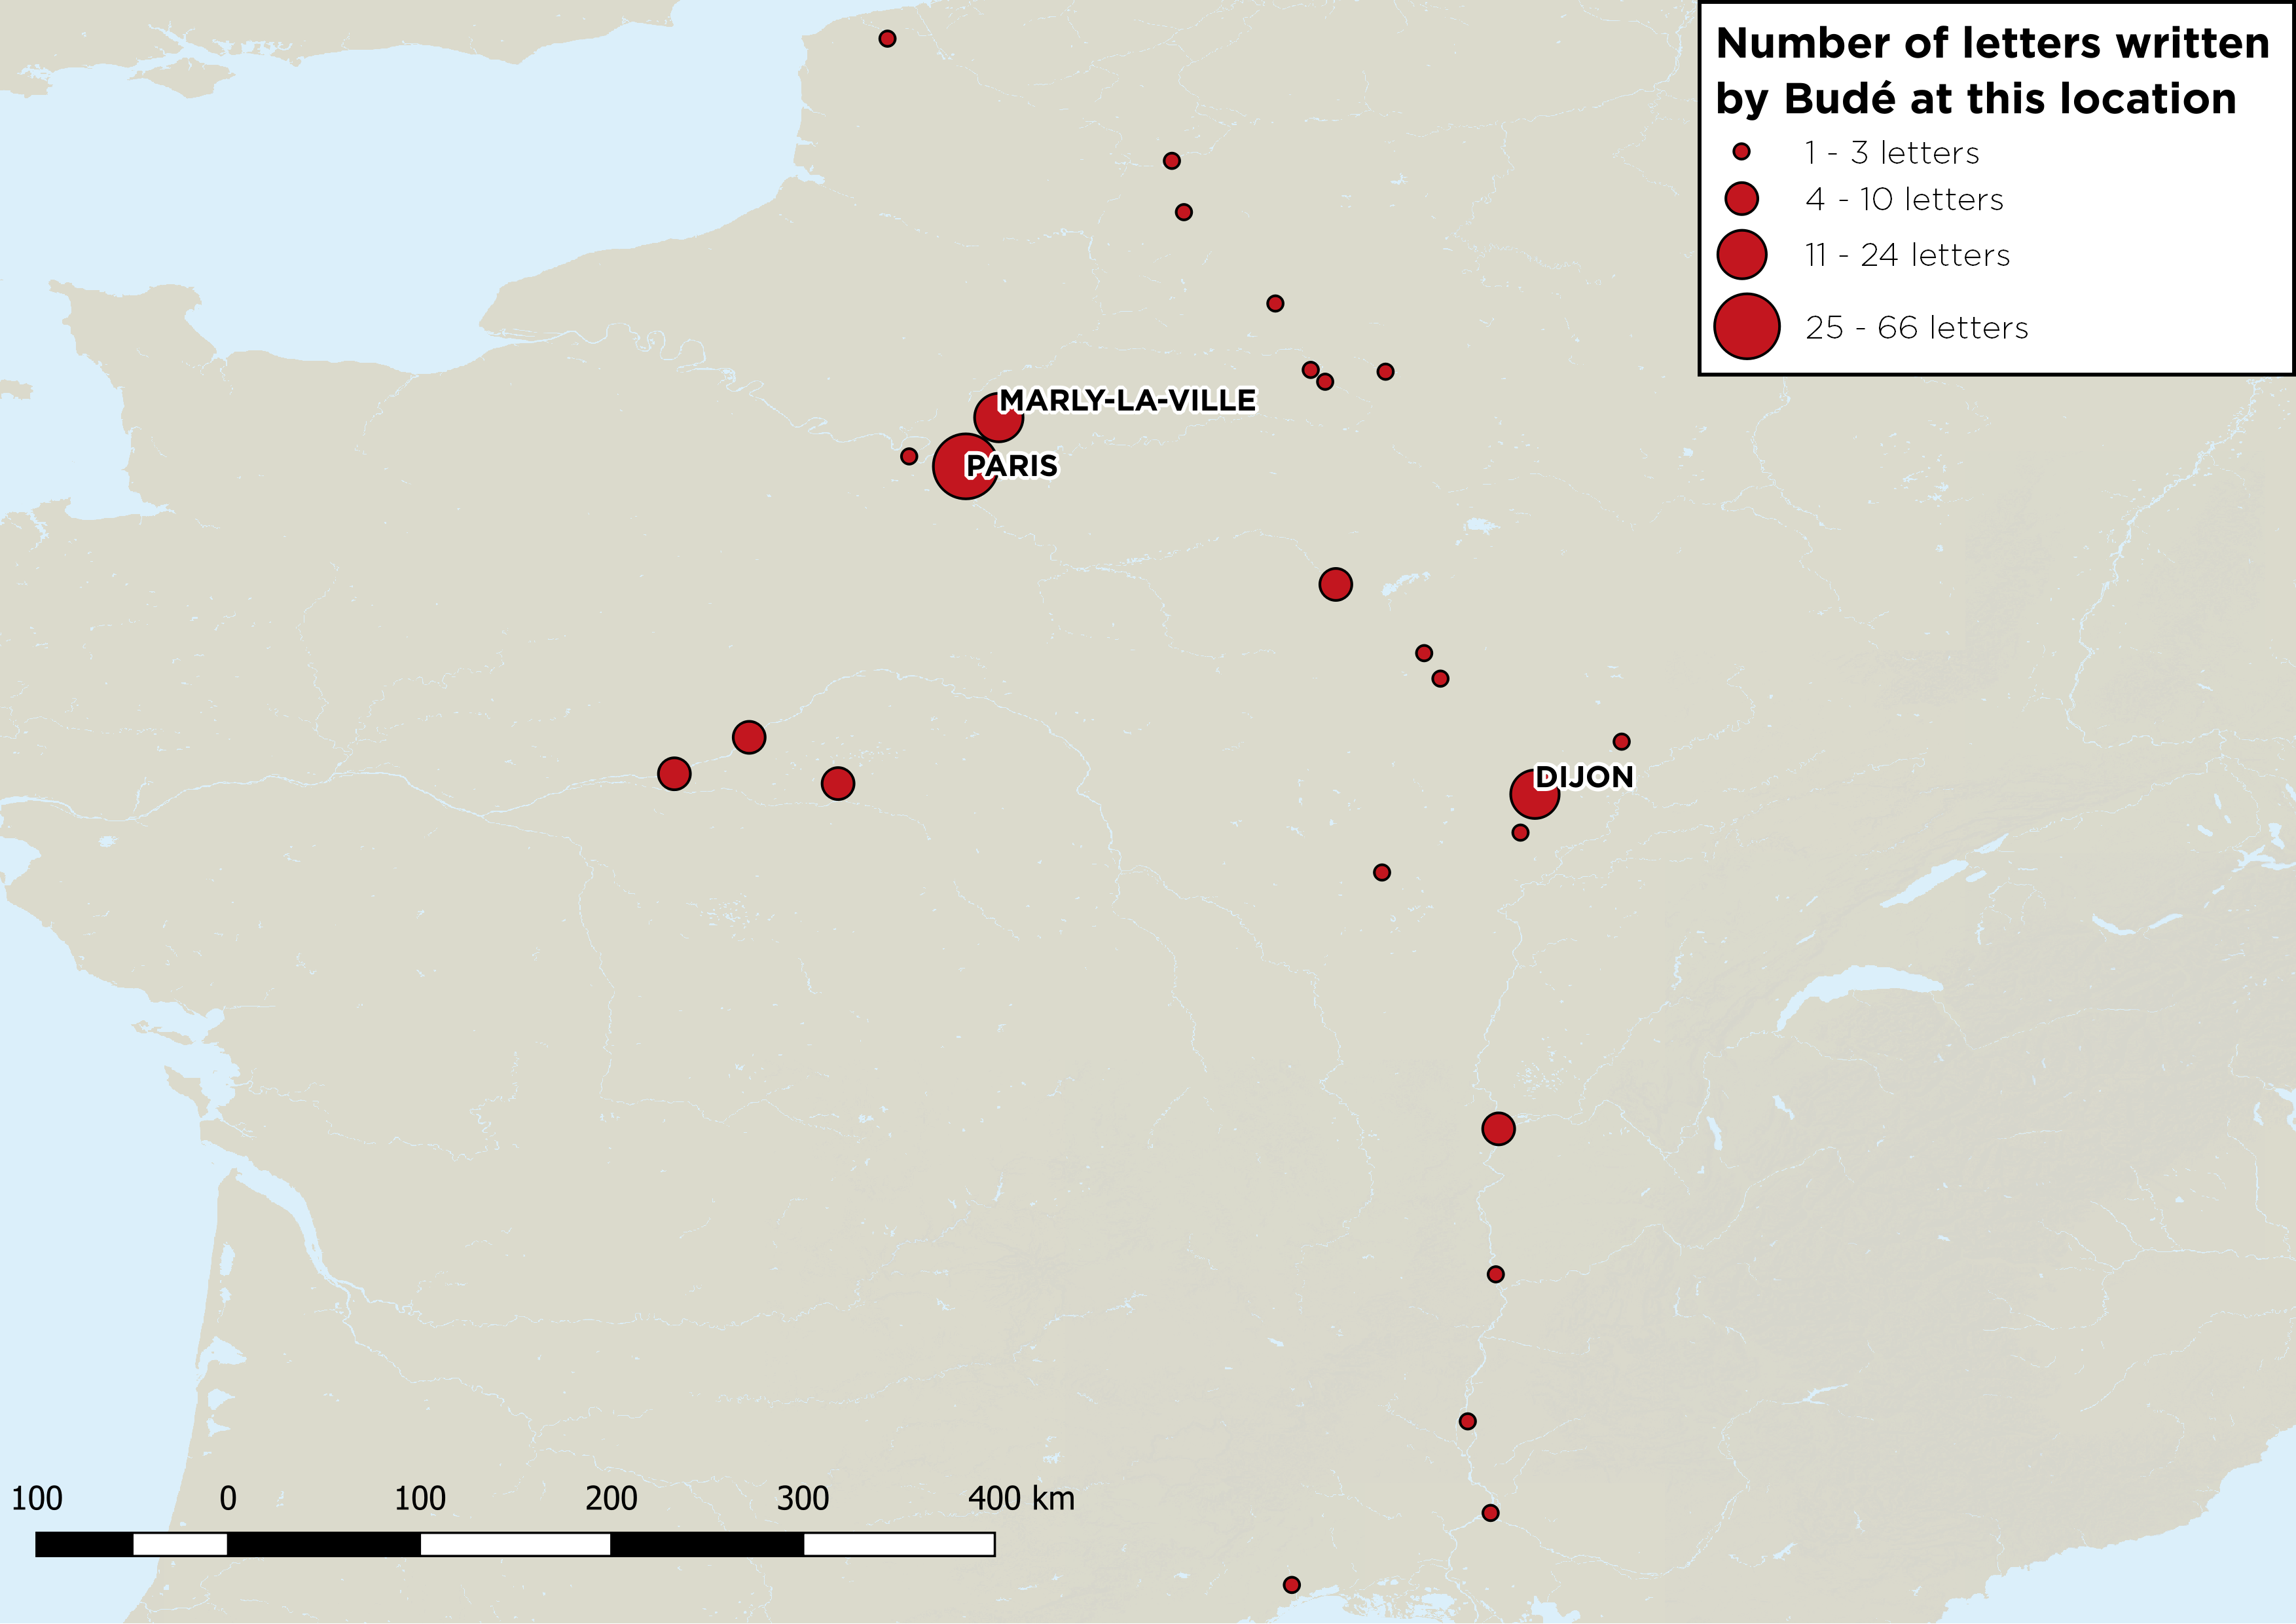 Number of letters written
by Budé at this location
1 - 3 letters
4 - 10 letters
11 - 24 letters
25 - 66 letters
MARLY-LA-VILLE
PARIS
DIJON
100 0 100 200 300 400 km